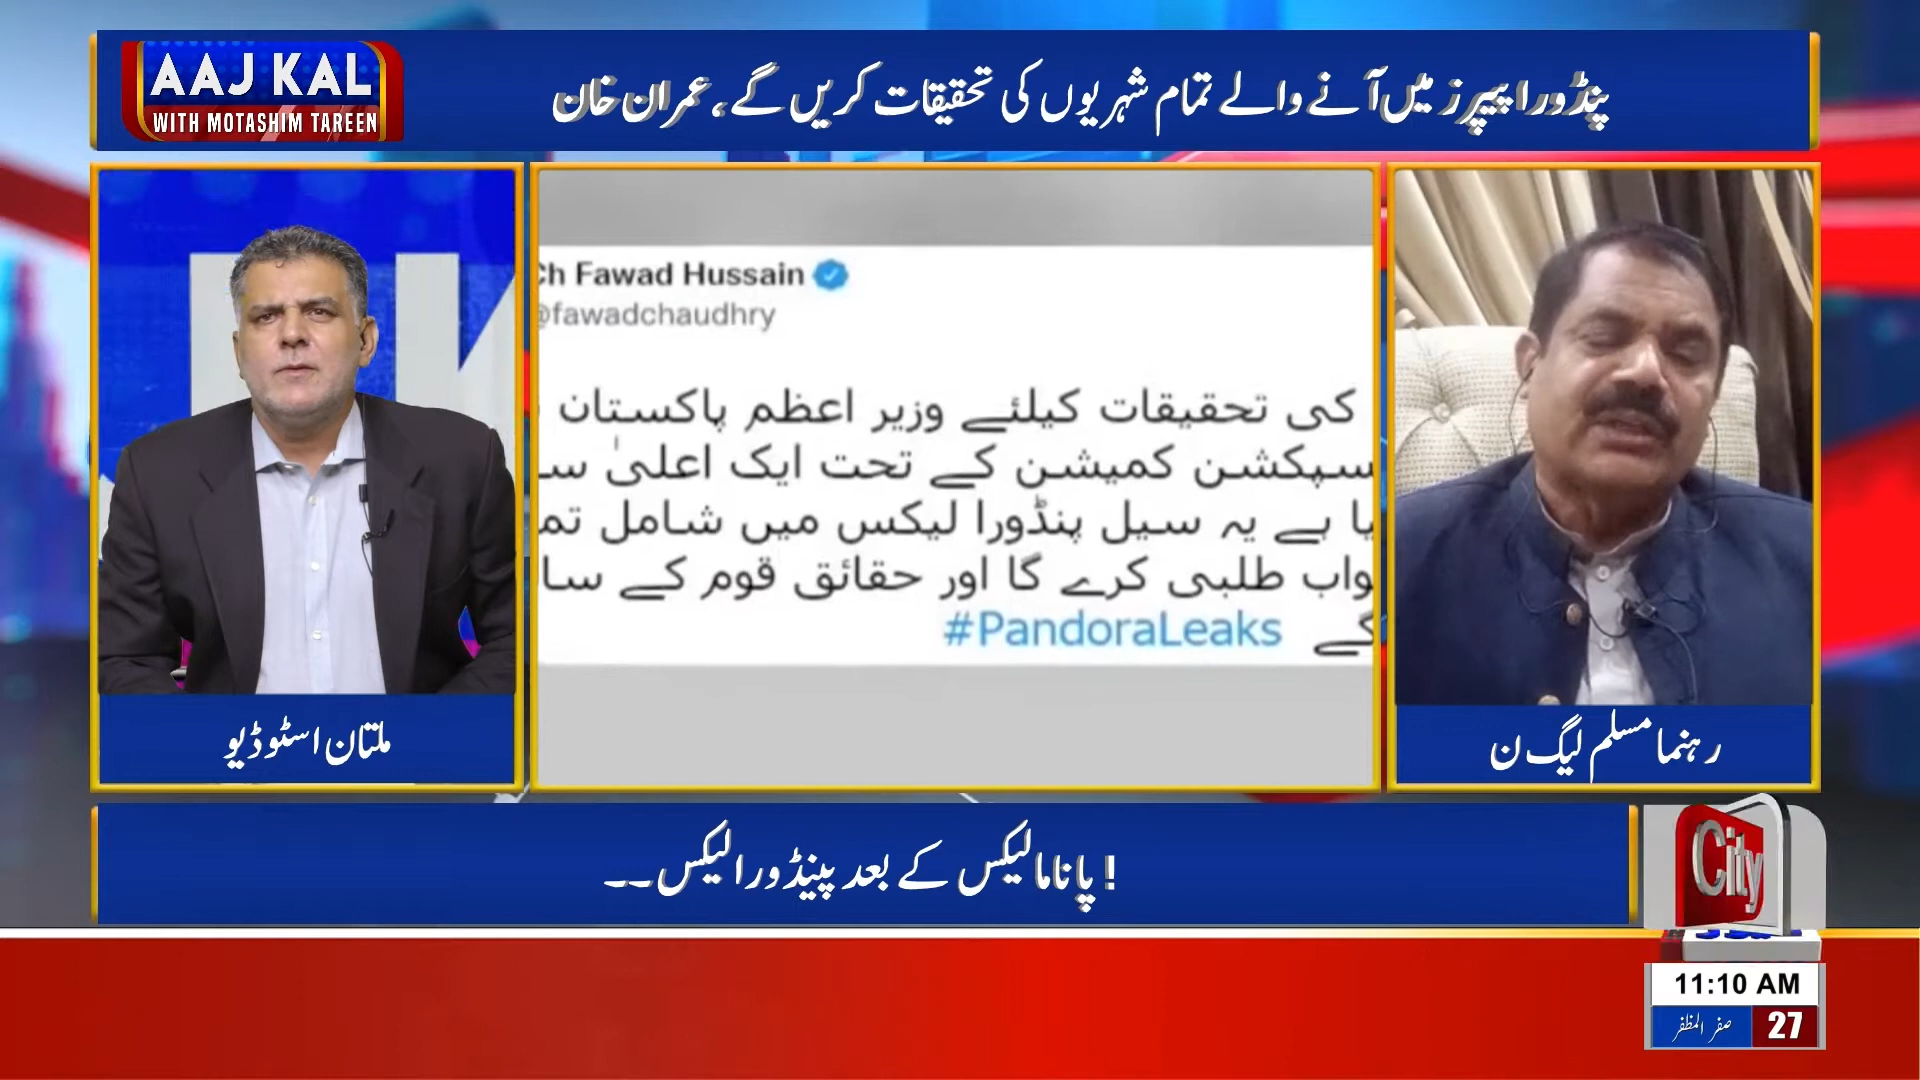 AAJ KAL
WITH MOTASHIM TAREEN
پنڈورا پیپرز میں آنے والے تمام شہریوں کی تحقیقات کریں گے، عمران خان
Ch Fawad Hussain
@fawadchaudhry
کی تحقیقات کیلئے وزیر اعظم پاکستان
سپکشن کمیشن کے تحت ایک اعلیٰ س
یا ہے یہ سیل پنڈورا لیکس میں شامل تم
واب طلبی کرے گا اور حقائق قوم کے سا
گے #PandoraLeaks
ملتان اسٹوڈیو
رہنما مسلم لیگ ن
! پاناما لیکس کے بعد پینڈورا لیکس ۔۔
City
11:10 AM
27 صفر المظفر